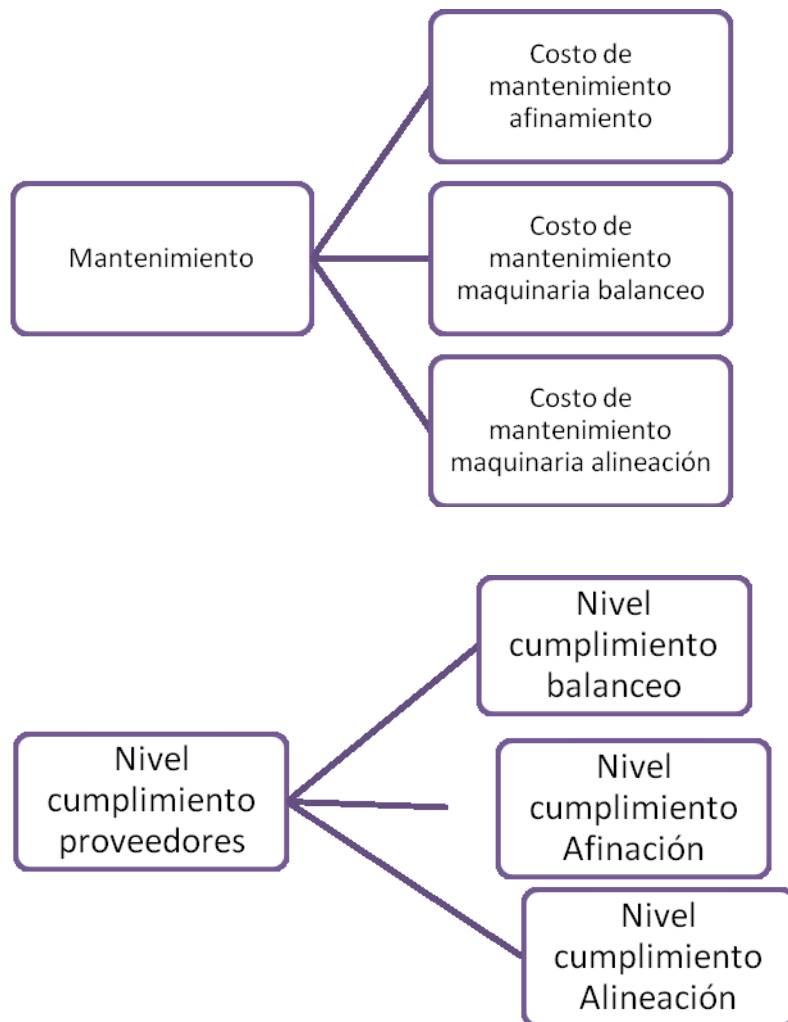 Costo de
mantenimiento
afinamiento
Mantenimiento
Costo de
mantenimiento
maquinaria balanceo
Costo de
mantenimiento
maquinaria alineación
Nivel
cumplimiento
balanceo
Nivel
cumplimiento
proveedores
Nivel
cumplimiento
Afinación
Nivel
cumplimiento
Alineación